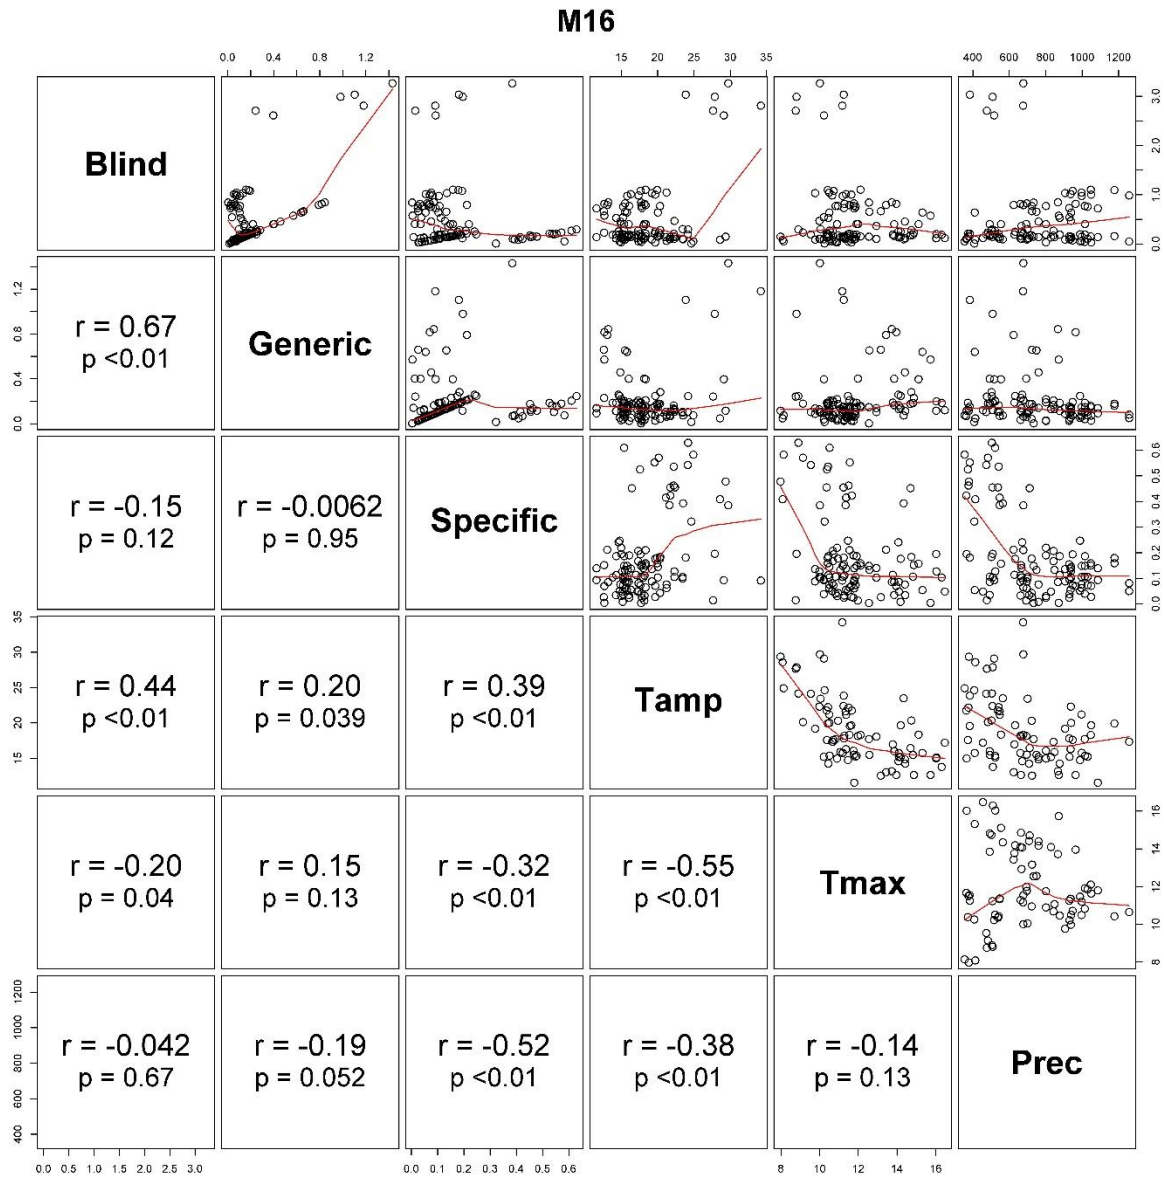 M16
0.0 0.4 0.8 1.2
15 20 25 30 35
400 600 800 1000 1200
Blind
0.0 1.0 2.0 3.0
0.0 0.4 0.8 1.2
r = 0.67
p <0.01
Generic
r = -0.15
p = 0.12
r = -0.0062
p = 0.95
Specific
0.0 0.1 0.2 0.3 0.4 0.5 0.6
15 20 25 30 35
r = 0.44
p <0.01
r = 0.20
p = 0.039
r = 0.39
p <0.01
Tamp
r = -0.20
p = 0.04
r = 0.15
p = 0.13
r = -0.32
p <0.01
r = -0.55
p <0.01
Tmax
8 10 12 14 16
400 600 800 1000 1200
r = -0.042
p = 0.67
r = -0.19
p = 0.052
r = -0.52
p <0.01
r = -0.38
p <0.01
r = -0.14
p = 0.13
Prec
0.0 0.5 1.0 1.5 2.0 2.5 3.0
0.0 0.1 0.2 0.3 0.4 0.5 0.6
8 10 12 14 16